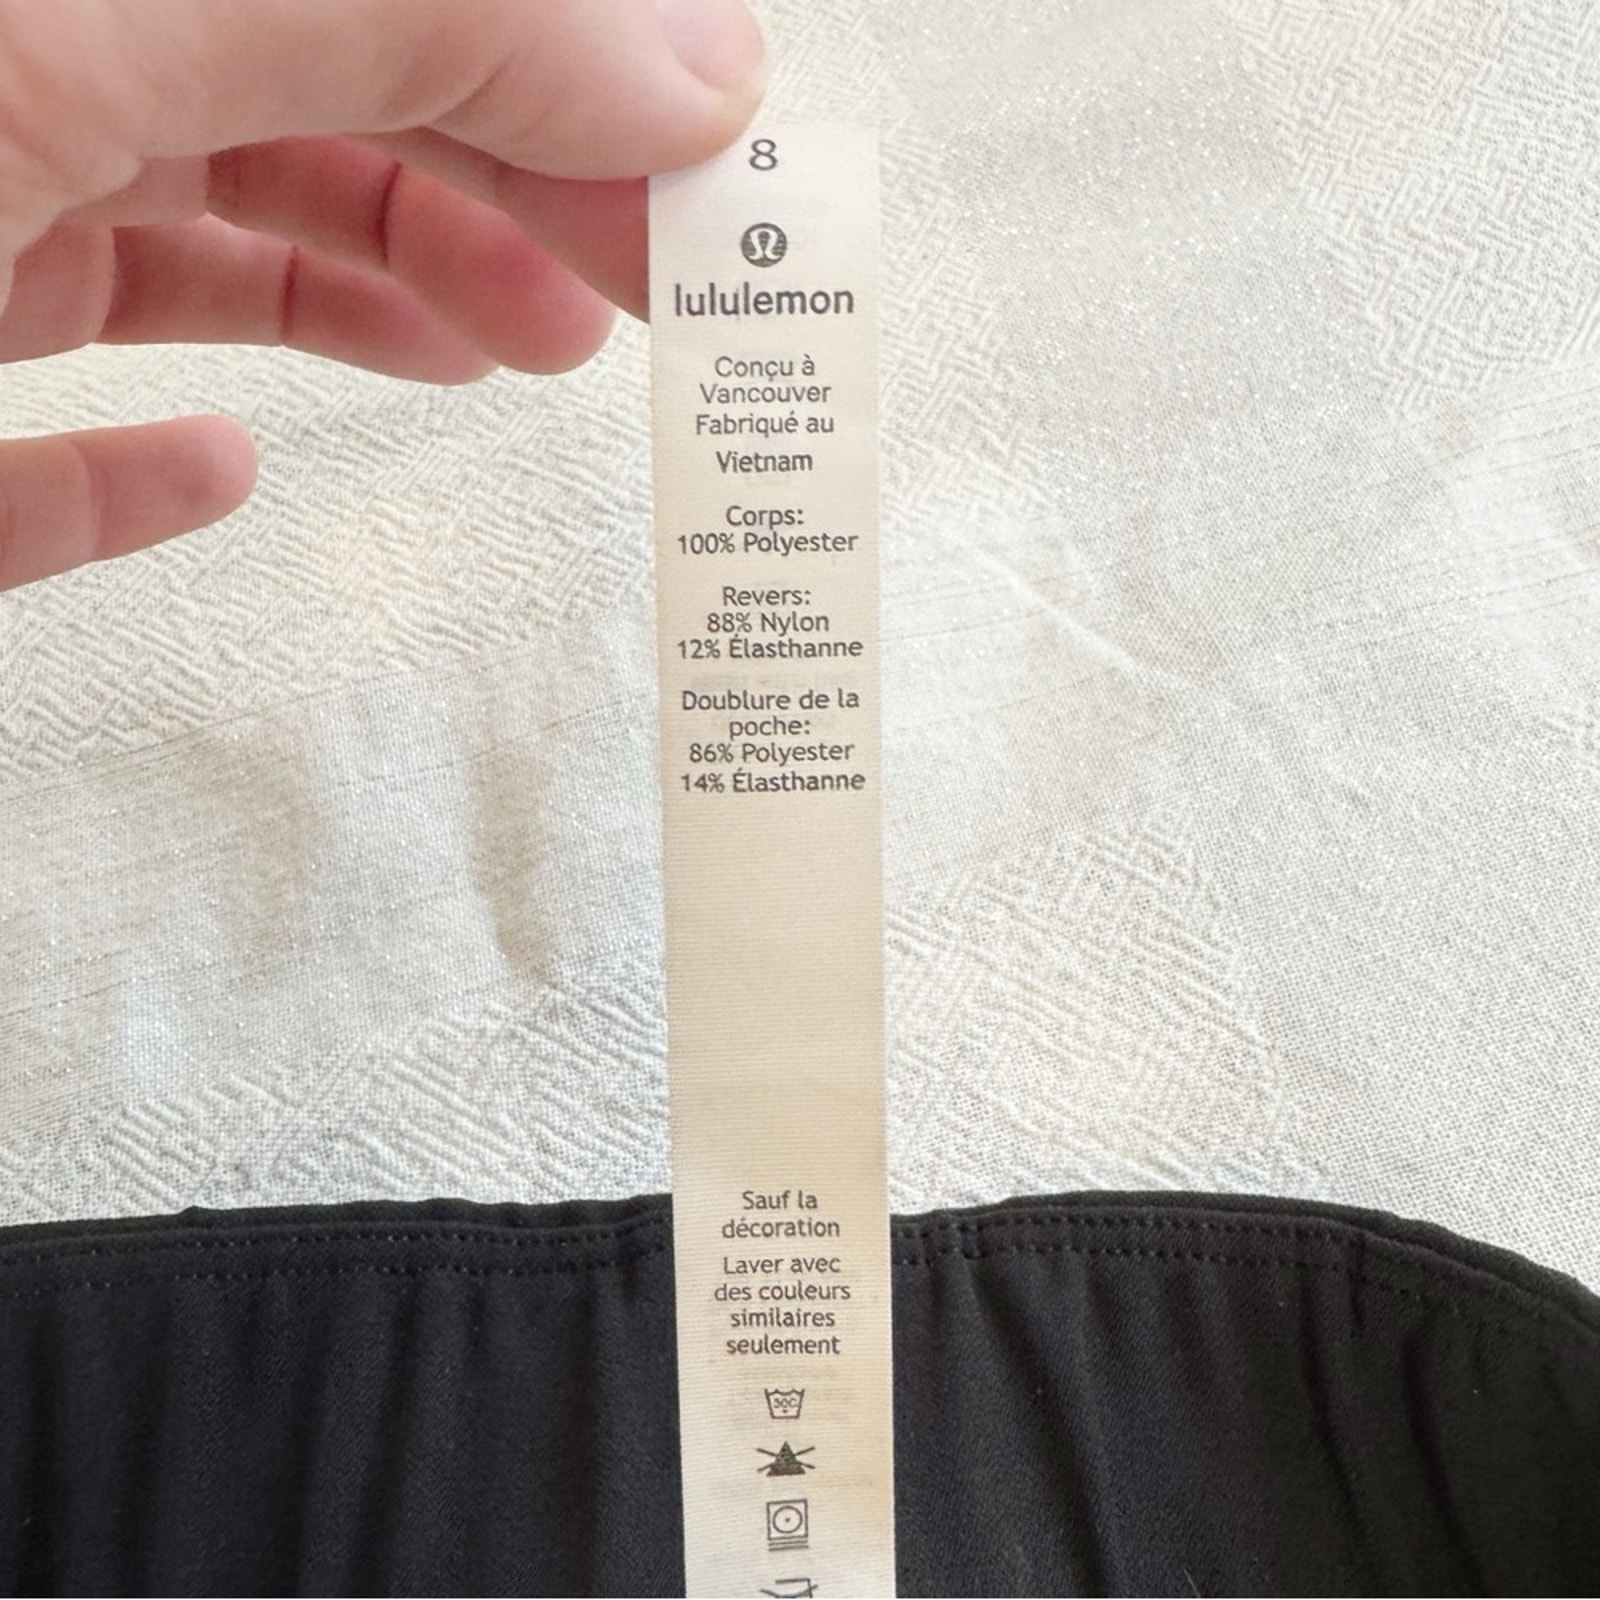 8
lululemon
Conçu à
Vancouver
Fabriqué au
Vietnam
Corps:
100% Polyester
Revers:
88% Nylon
12% Élasthanne
Doublure de la
poche:
86% Polyester
14% Élasthanne
Sauf la
décoration
Laver avec
des couleurs
similaires
seulement
30C